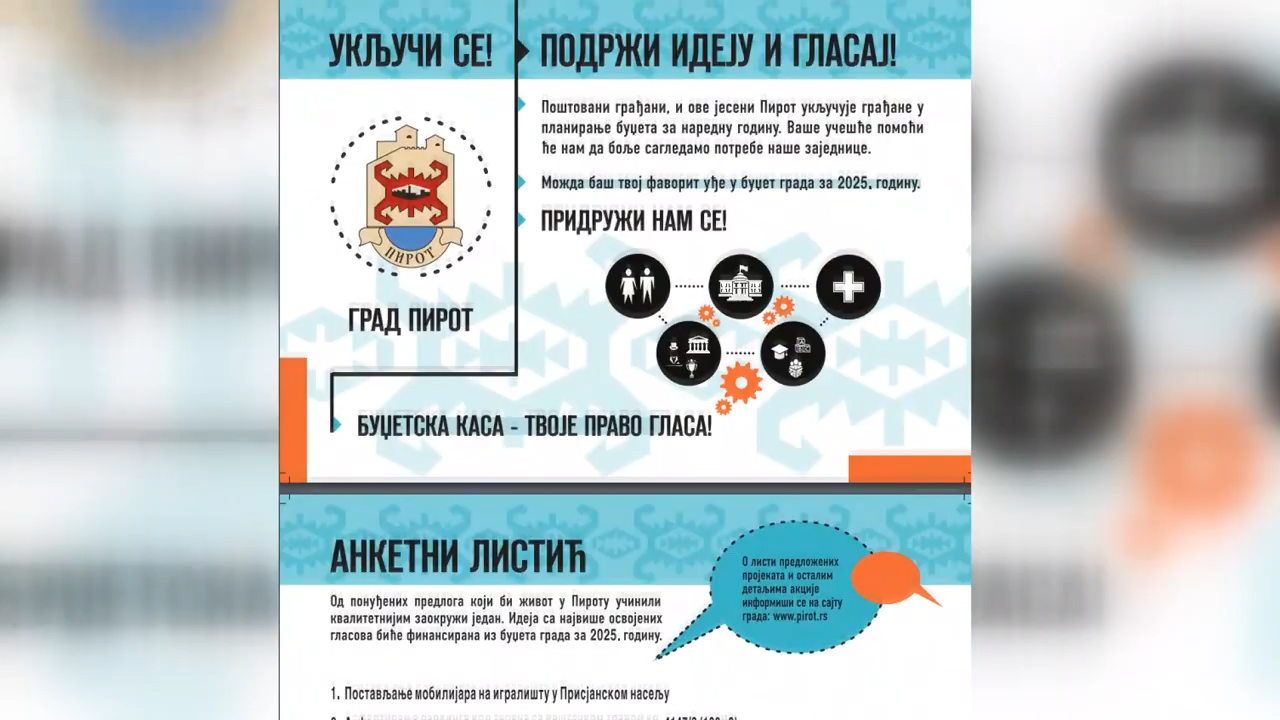 УКЉУЧИ СЕ!
ПОДРЖИ ИДЕЈУ И ГЛАСАЈ!
Поштовани грађани, и ове јесени Пирот укључује грађане у
планирање буџета за наредну годину. Ваше учешће помоћи
ће нам да боље сагледамо потребе наше заједнице.
Можда баш твој фаворит уђе у буџет града за 2025. годину.
ПРИДРУЖИ НАМ СЕ!
ПИРОТ
ГРАД ПИРОТ
БУЏЕТСКА КАСА - ТВОЈЕ ПРАВО ГЛАСА!
АНКЕТНИ ЛИСТИЋ
Од понуђених предлога који би живот у Пироту учинили
квалитетнијим заокружи један. Идеја са највише освојених
гласова биће финансирана из буџета града за 2025. годину.
О листи предложених
пројеката и осталим
детаљима акције
информиши се на сајту
града: www.pirot.rs
1. Постављање мобилијара на игралишту у Присјанском насељу